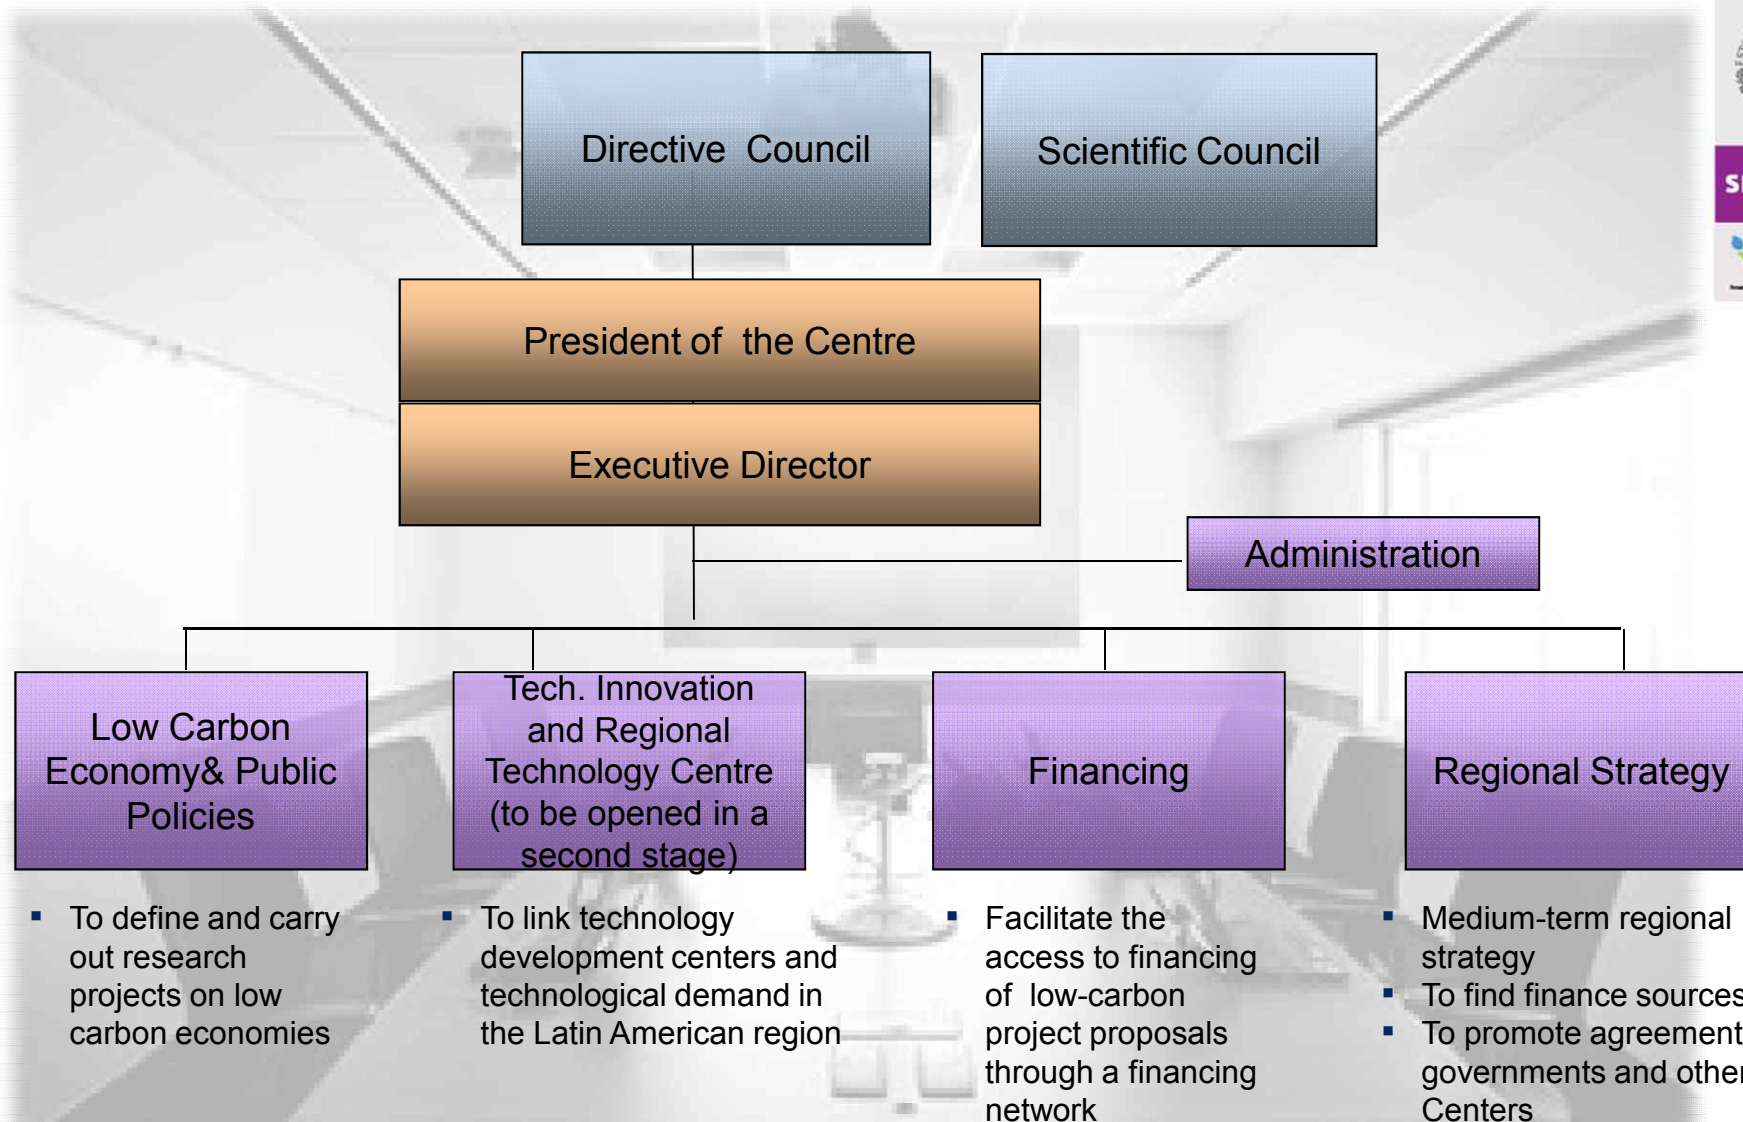 Directive Council
Scientific Council
President of the Centre
Executive Director
Administration
Low Carbon
Economy& Public
Policies
Tech. Innovation
and Regional
Technology Centre
(to be opened in a
second stage)
Financing
Regional Strategy
▪ To define and carry
out research
projects on low
carbon economies
▪ To link technology
development centers and
technological demand in
the Latin American region
▪ Facilitate the
access to financing
of low-carbon
project proposals
through a financing
network
▪ Medium-term regional
strategy
▪ To find finance sources
▪ To promote agreement
governments and other
Centers